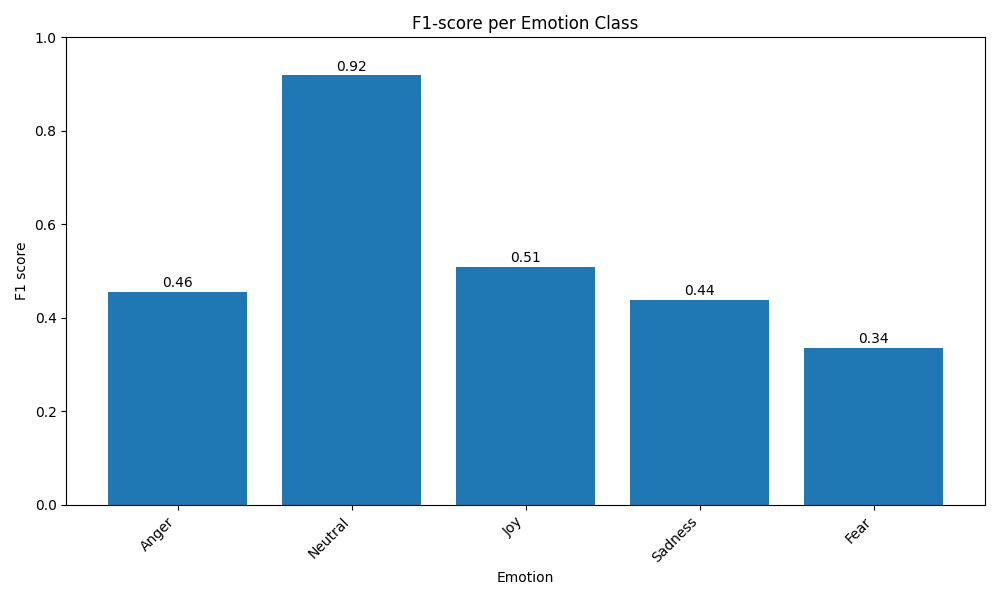 F1-score per Emotion Class
F1 score
1.0
0.8
0.6
0.4
0.2
0.0
0.46
0.92
0.51
0.44
0.34
Anger
Neutral
Joy
Sadness
Fear
Emotion